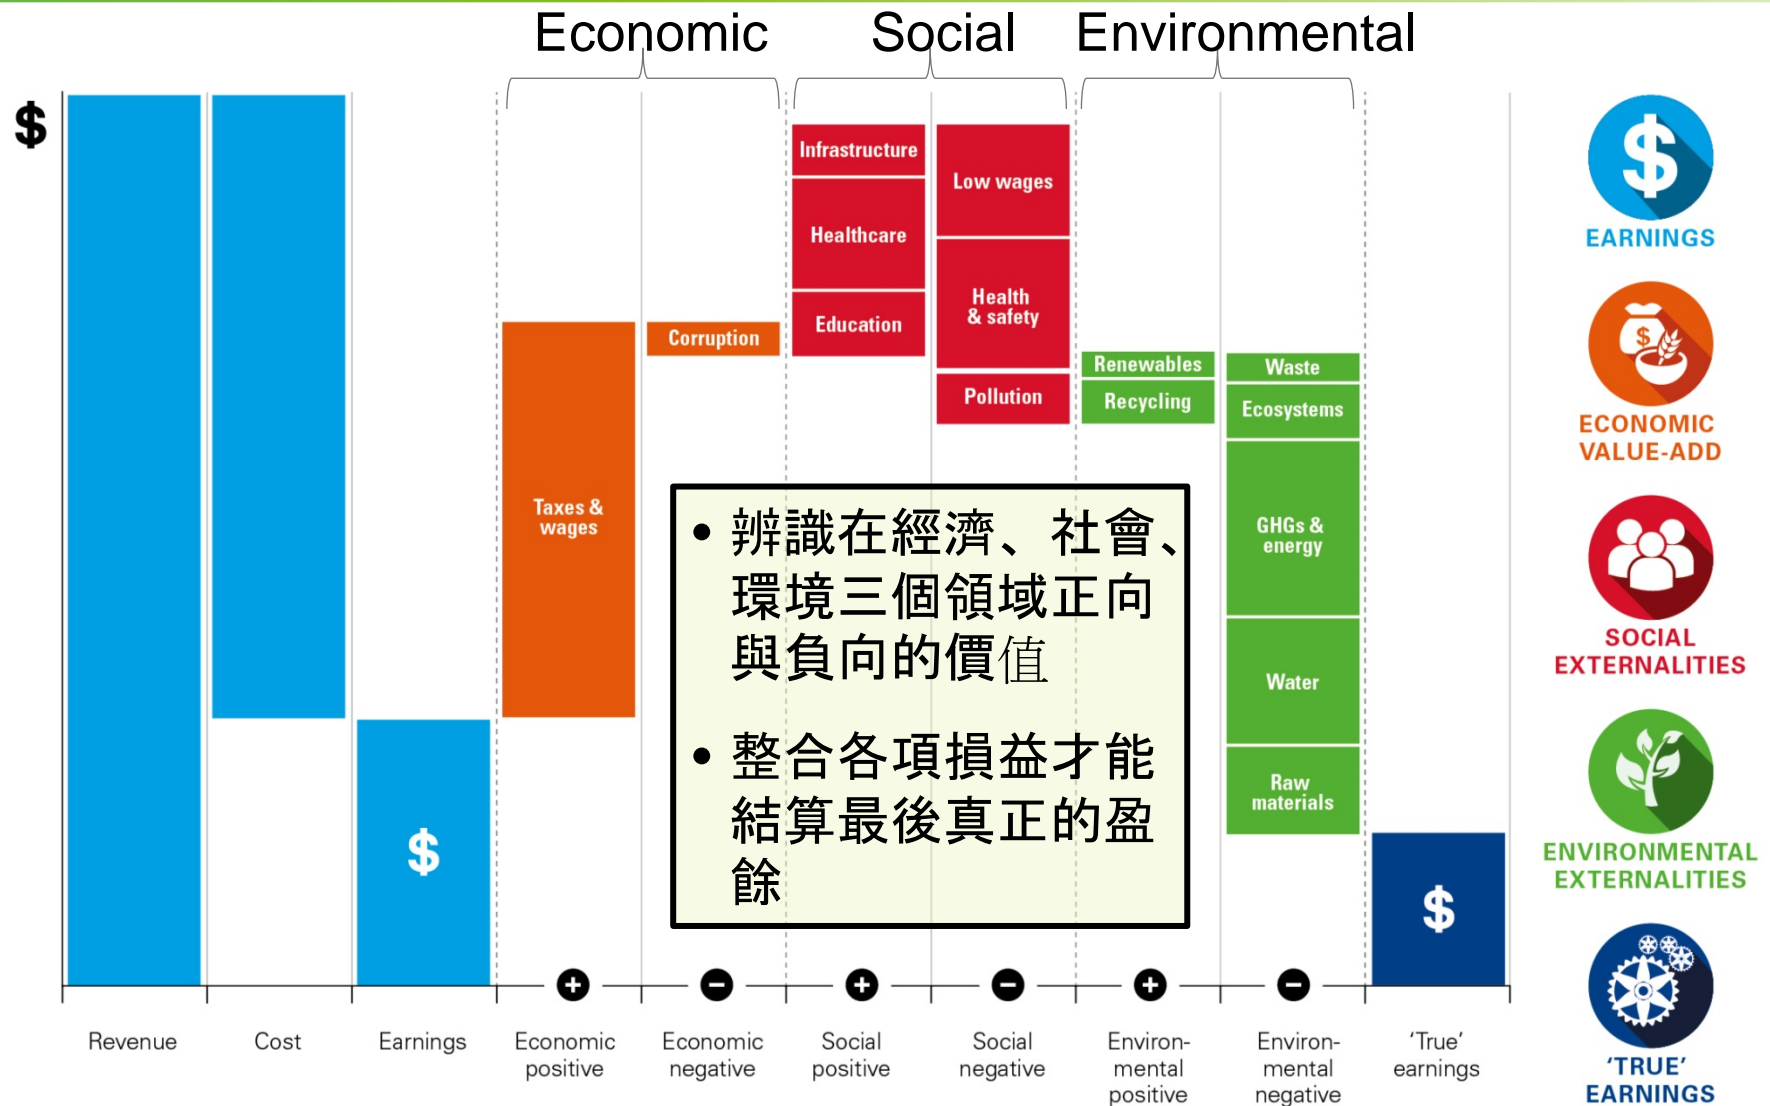 Economic
Social
Environmental
$
Infrastructure
Healthcare
Education
Low wages
Health
& safety
Pollution
Taxes &
wages
Corruption
Renewables
Recycling
Waste
Ecosystems
GHGs &
energy
Water
Raw
materials
$
$
• 辨識在經濟、社會、
環境三個領域正向
與負向的價值
• 整合各項損益才能
結算最後真正的盈
餘
+
−
+
−
+
−
Revenue
Cost
Earnings
Economic
positive
Economic
negative
Social
positive
Social
negative
Environ-
mental
positive
Environ-
mental
negative
‘True’
earnings
$
EARNINGS
$
ECONOMIC
VALUE-ADD
SOCIAL
EXTERNALITIES
ENVIRONMENTAL
EXTERNALITIES
‘TRUE’
EARNINGS